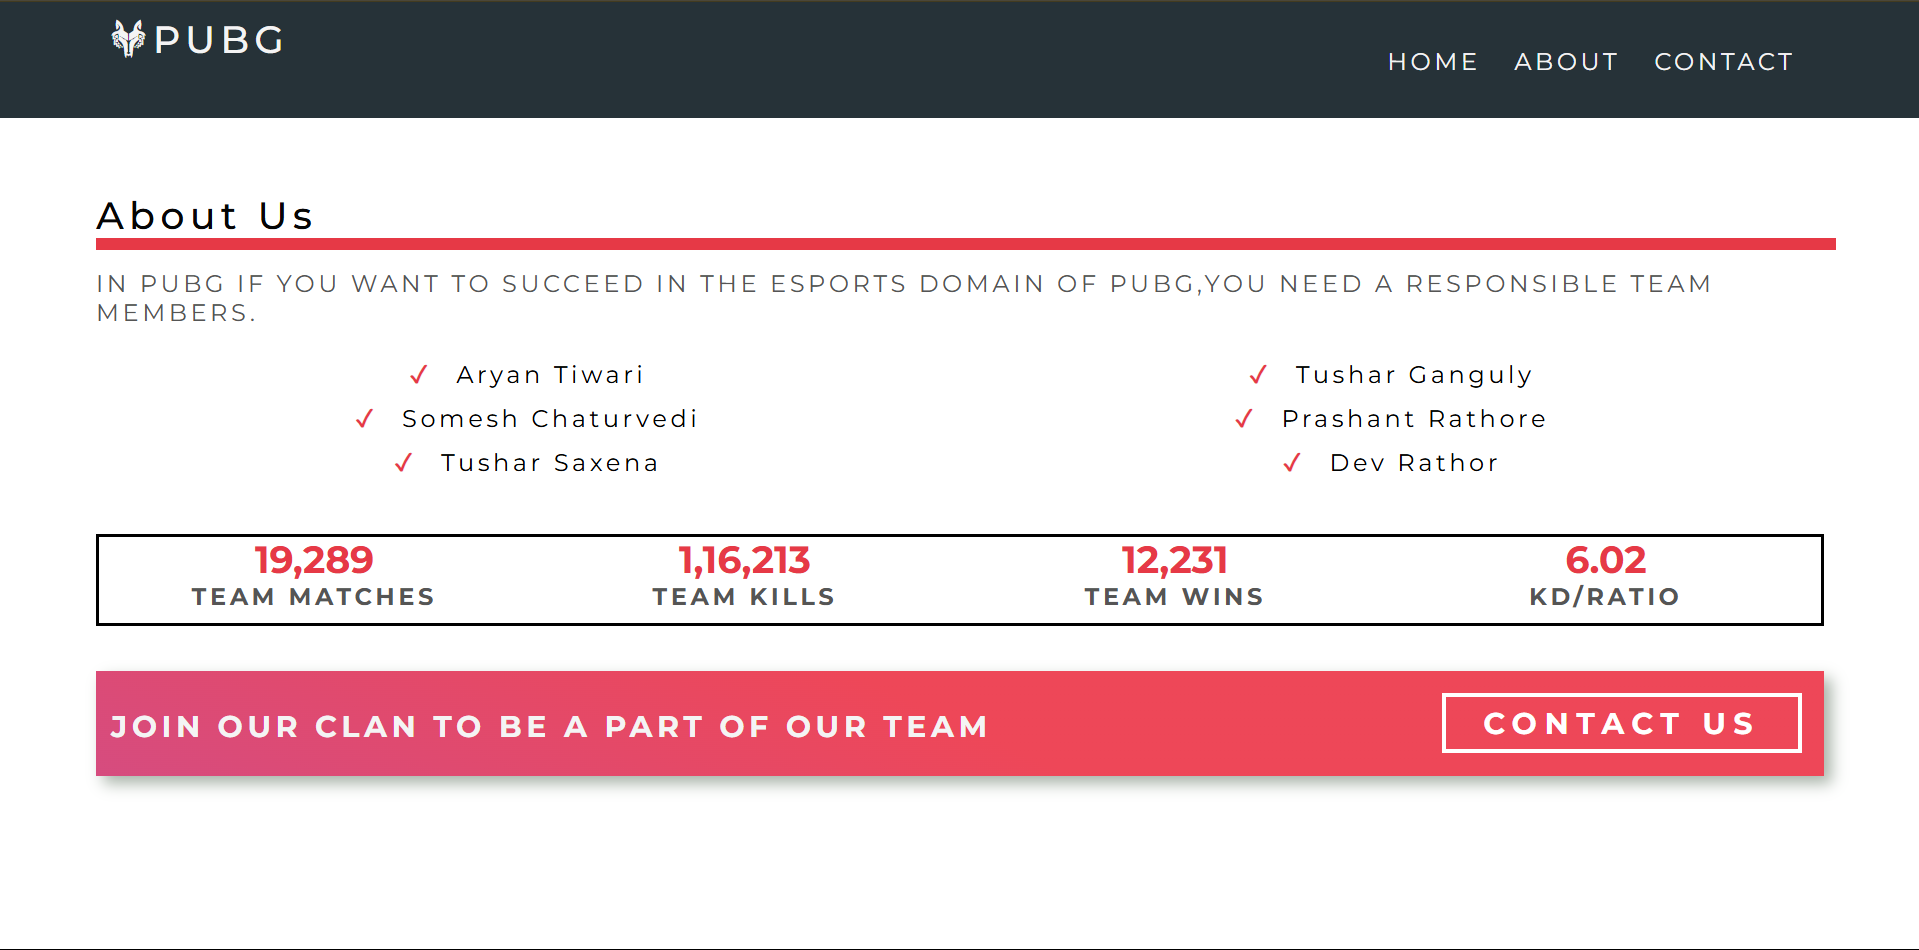 PUBG
HOME ABOUT CONTACT
About Us
IN PUBG IF YOU WANT TO SUCCEED IN THE ESPORTS DOMAIN OF PUBG,YOU NEED A RESPONSIBLE TEAM
MEMBERS.
✓ Aryan Tiwari
✓ Somesh Chaturvedi
✓ Tushar Saxena
✓ Tushar Ganguly
✓ Prashant Rathore
✓ Dev Rathor
19,289
TEAM MATCHES
1,16,213
TEAM KILLS
12,231
TEAM WINS
6.02
KD/RATIO
JOIN OUR CLAN TO BE A PART OF OUR TEAM
CONTACT US